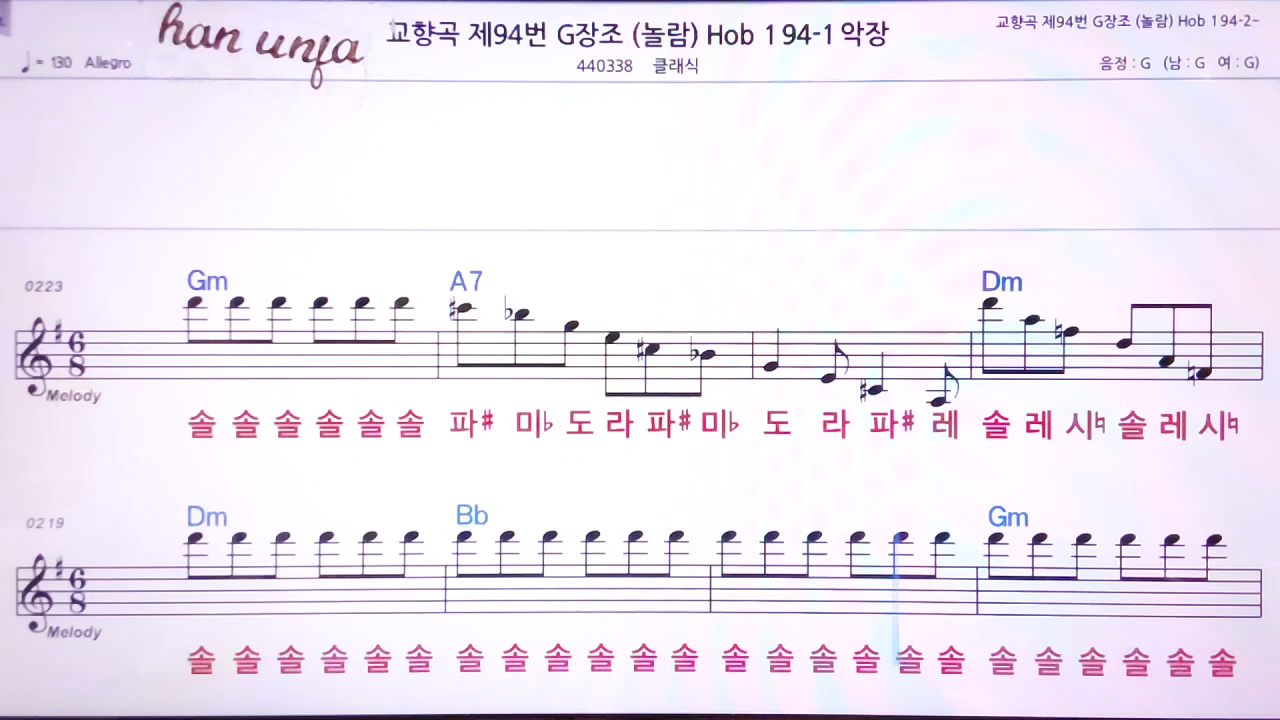 han unja
교향곡 제94번 G장조 (놀람) Hob 1 94-1 악장
교향곡 제94번 G장조 (놀람) Hob 1 94-2-
♩= 130 Allegro
440338 클래식
음정 : G (남 : G 여 : G)
0223
Gm A7 Dm
6
8
Melody
솔 솔 솔 솔 솔 솔 파# 미♭ 도 라 파# 미♭ 도 라 파# 레 솔 레 시♮ 솔 레 시♮
0219
Dm Bb Gm
6
8
Melody
솔 솔 솔 솔 솔 솔 솔 솔 솔 솔 솔 솔 솔 솔 솔 솔 솔 솔 솔 솔 솔 솔 솔 솔